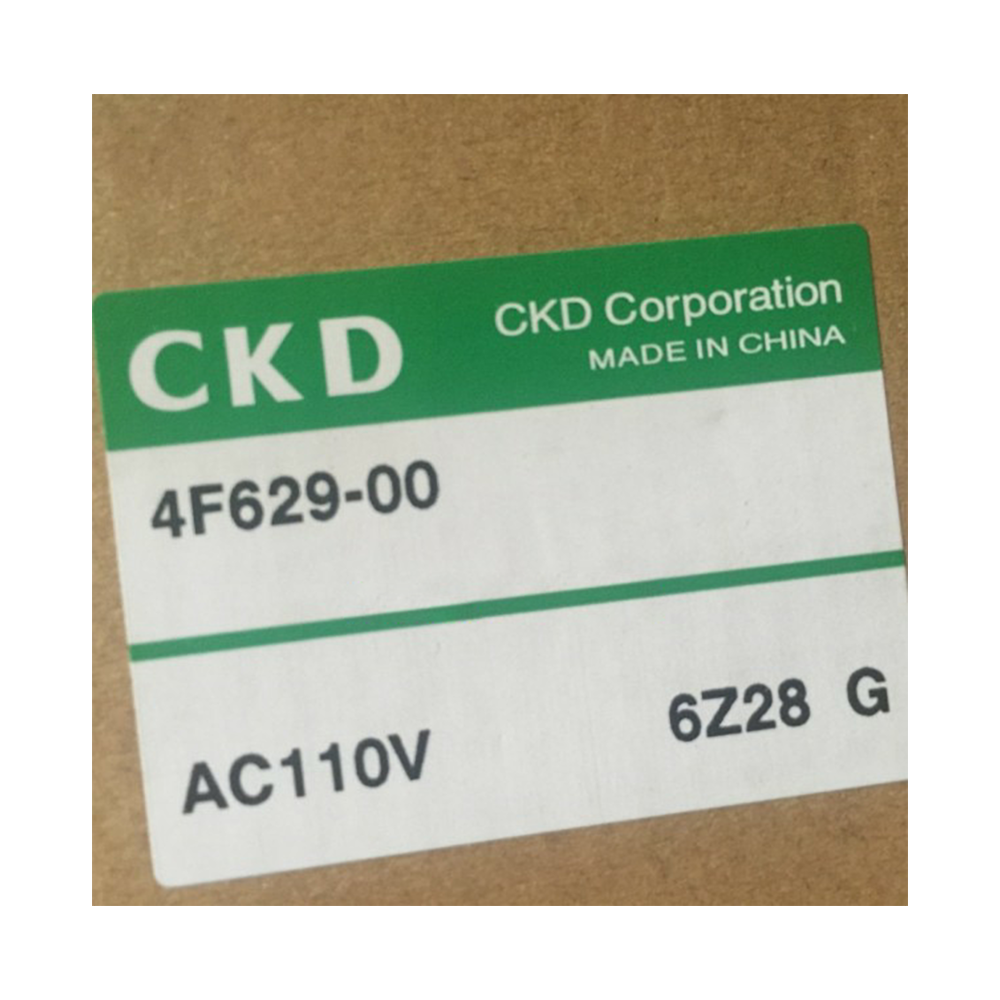 CKD
CKD Corporation
MADE IN CHINA
4F629-00
AC110V
6Z28 G